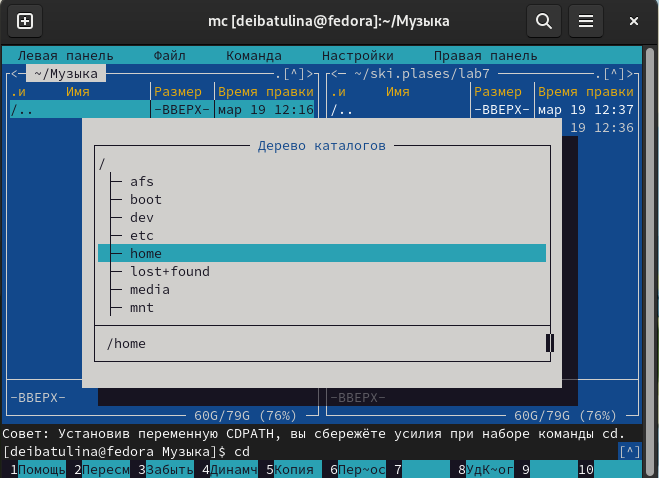 mc [deibatulina@fedora]:~/Музыка
Левая панель Файл Команда Настройки Правая панель
<— ~/Музыка .[^]> <— ~/ski.plases/lab7 .[^]>
.и Имя Размер Время правки .и Имя Размер Время правки
/.. -ВВЕРХ- мар 19 12:16 /.. -ВВЕРХ- мар 19 12:37
19 12:36
Дерево каталогов
/
afs
boot
dev
etc
home
lost+found
media
mnt
/home
-ВВЕРХ- -ВВЕРХ-
60G/79G (76%) 60G/79G (76%)
Совет: Установив переменную CDPATH, вы сбережёте усилия при наборе команды cd.
[deibatulina@fedora Музыка]$ cd [^]
1Помощь 2Пересм 3Забыть 4Динамч 5Копия 6Пер~ос 7 8УдК~ог 9 10